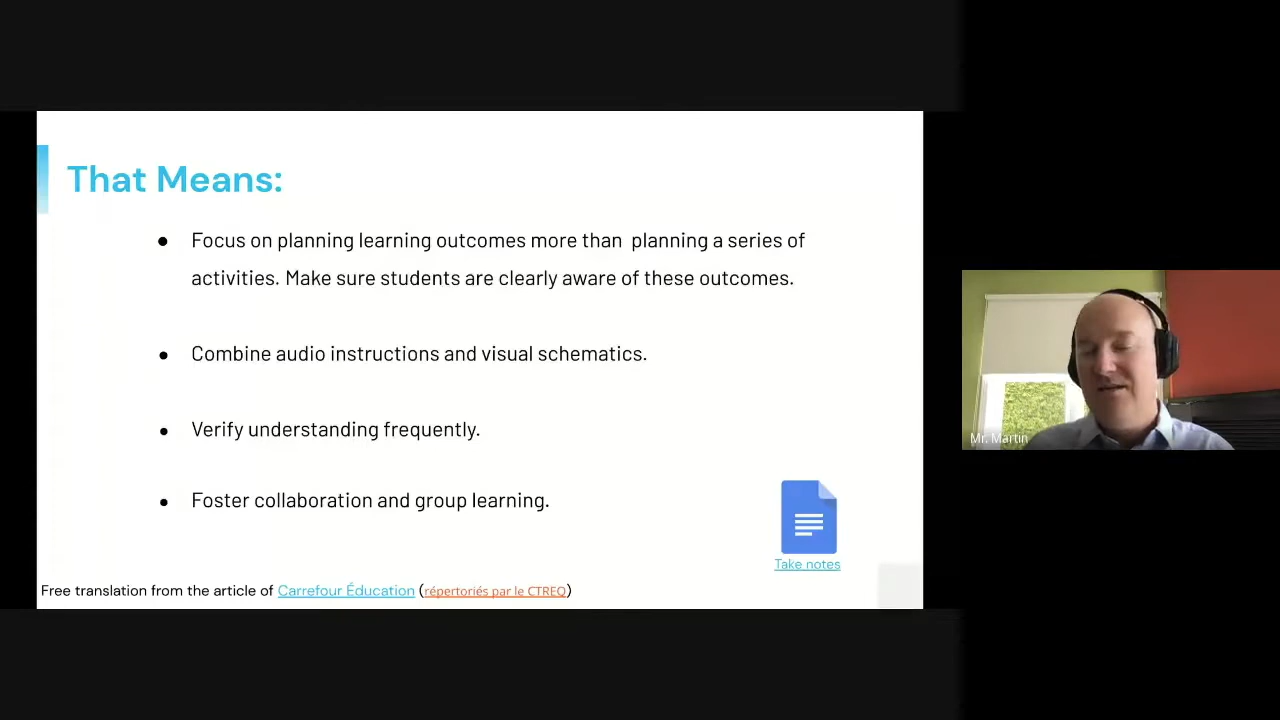 That Means:
● Focus on planning learning outcomes more than  planning a series of
activities. Make sure students are clearly aware of these outcomes.
● Combine audio instructions and visual schematics.
● Verify understanding frequently.
● Foster collaboration and group learning.
Take notes
Free translation from the article of Carrefour Éducation (répertoriés par le CTREQ)
Mr. Martin